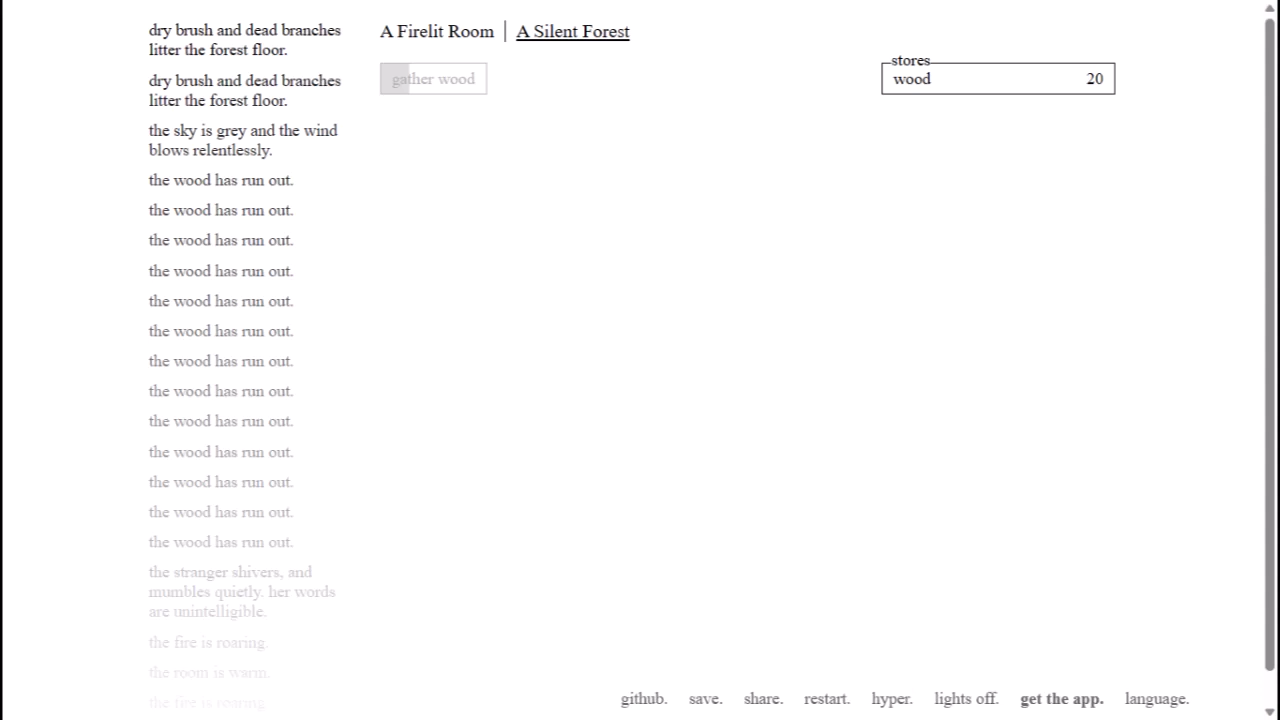 dry brush and dead branches
litter the forest floor.
dry brush and dead branches
litter the forest floor.
the sky is grey and the wind
blows relentlessly.
the wood has run out.
the wood has run out.
the wood has run out.
the wood has run out.
the wood has run out.
the wood has run out.
the wood has run out.
the wood has run out.
the wood has run out.
the wood has run out.
the wood has run out.
the wood has run out.
the wood has run out.
the stranger shivers, and
mumbles quietly. her words
are unintelligible.
the fire is roaring.
the room is warm.
the fire is roaring.
A Firelit Room | A Silent Forest
gather wood
stores
wood 20
github. save. share. restart. hyper. lights off. get the app. language.